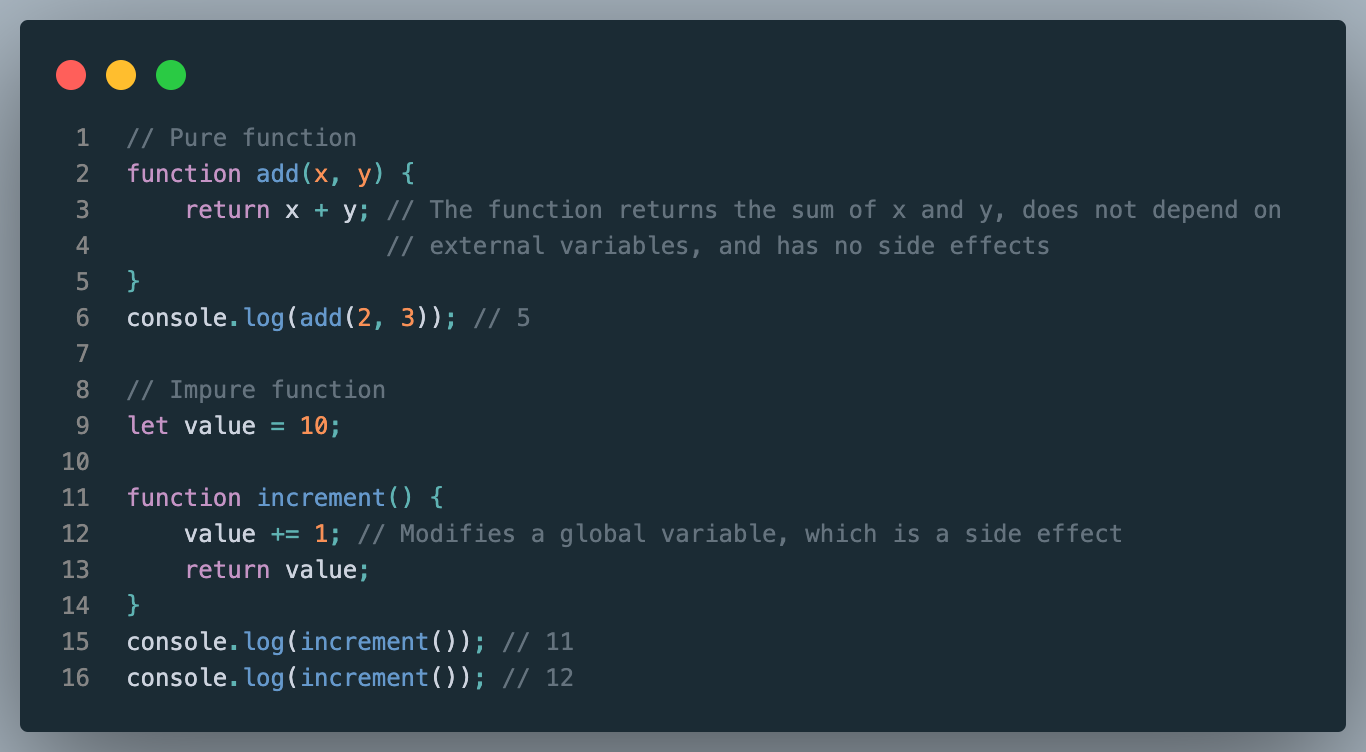 1 // Pure function
2 function add(x, y) {
3     return x + y; // The function returns the sum of x and y, does not depend on
4                   // external variables, and has no side effects
5 }
6 console.log(add(2, 3)); // 5
7
8 // Impure function
9 let value = 10;
10
11 function increment() {
12     value += 1; // Modifies a global variable, which is a side effect
13     return value;
14 }
15 console.log(increment()); // 11
16 console.log(increment()); // 12